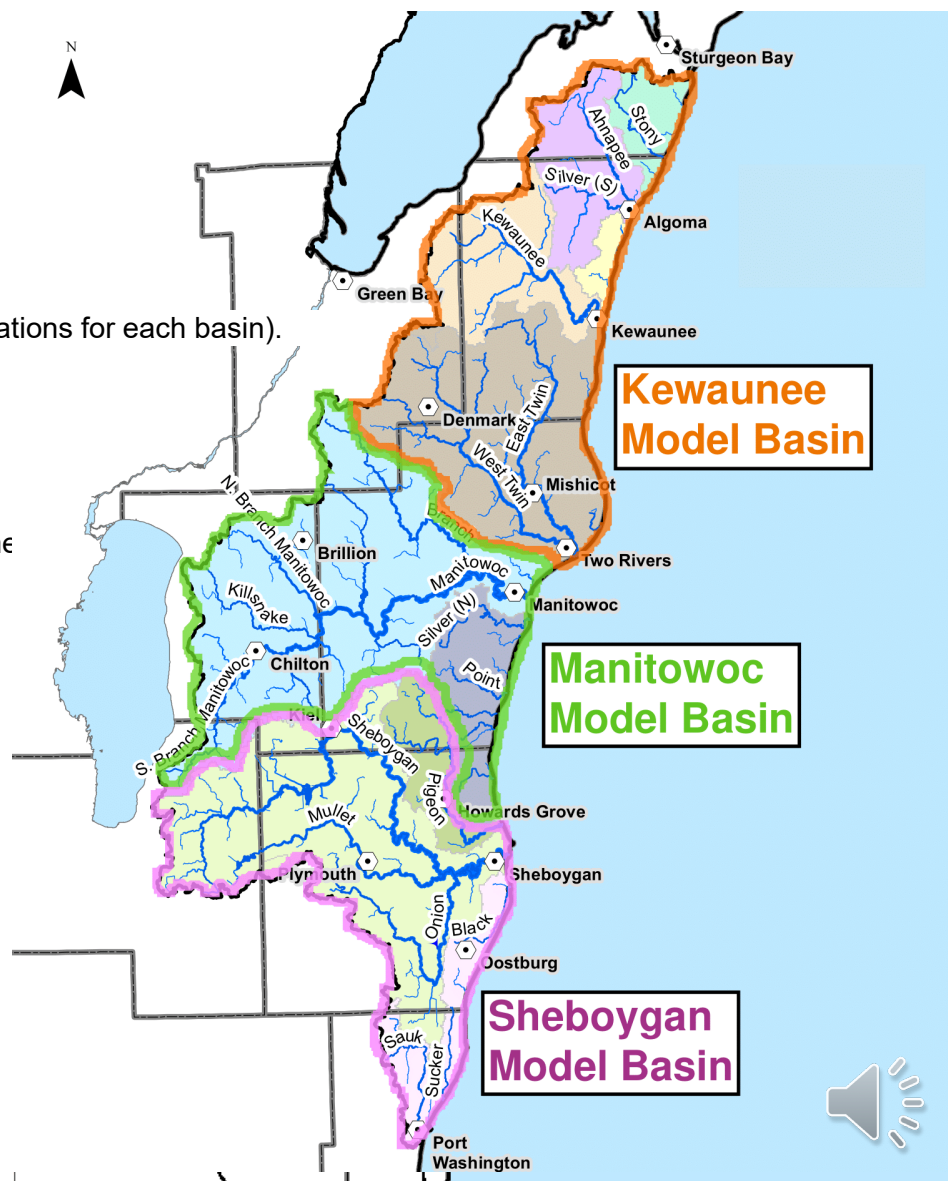 N
Sturgeon Bay
Stony
Ahnapee
Silver (S)
Algoma
Kewaunee
Green Bay
Kewaunee
ations for each basin).
Kewaunee
Model Basin
Denmark
East Twin
West Twin
Mishicot
N. Branch Manitowoc
Branch
Brillion
Two Rivers
Manitowoc
Manitowoc
Killsnake
Silver (N)
Chilton
Point
Manitowoc
Model Basin
S. Branch Manitowoc
Kiel
Sheboygan
Pigeon
Howards Grove
Mullet
Plymouth
Sheboygan
Onion
Black
Oostburg
Sheboygan
Model Basin
Sauk
Sucker
Port
Washington